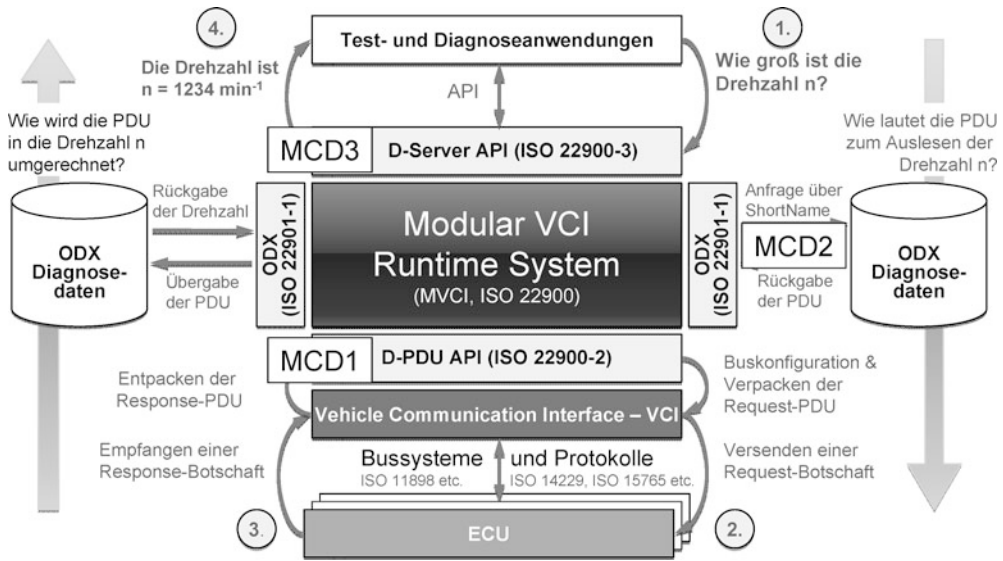 4.
Test- und Diagnoseanwendungen
1.
Die Drehzahl ist
n = 1234 min⁻¹
API
Wie groß ist die
Drehzahl n?
Wie wird die PDU
in die Drehzahl n
umgerechnet?
MCD3
D-Server API (ISO 22900-3)
Wie lautet die PDU
zum Auslesen der
Drehzahl n?
ODX
Diagnose-
daten
Rückgabe
der Drehzahl
Übergabe
der PDU
ODX
(ISO 22901-1)
Modular VCI
Runtime System
(MVCI, ISO 22900)
ODX
(ISO 22901-1)
Anfrage über
ShortName
MCD2
Rückgabe
der PDU
ODX
Diagnose-
daten
MCD1
D-PDU API (ISO 22900-2)
Entpacken der
Response-PDU
Buskonfiguration &
Verpacken der
Request-PDU
Vehicle Communication Interface – VCI
Empfangen einer
Response-Botschaft
Bussysteme
ISO 11898 etc.
und Protokolle
ISO 14229, ISO 15765 etc.
Versenden einer
Request-Botschaft
3.
ECU
2.